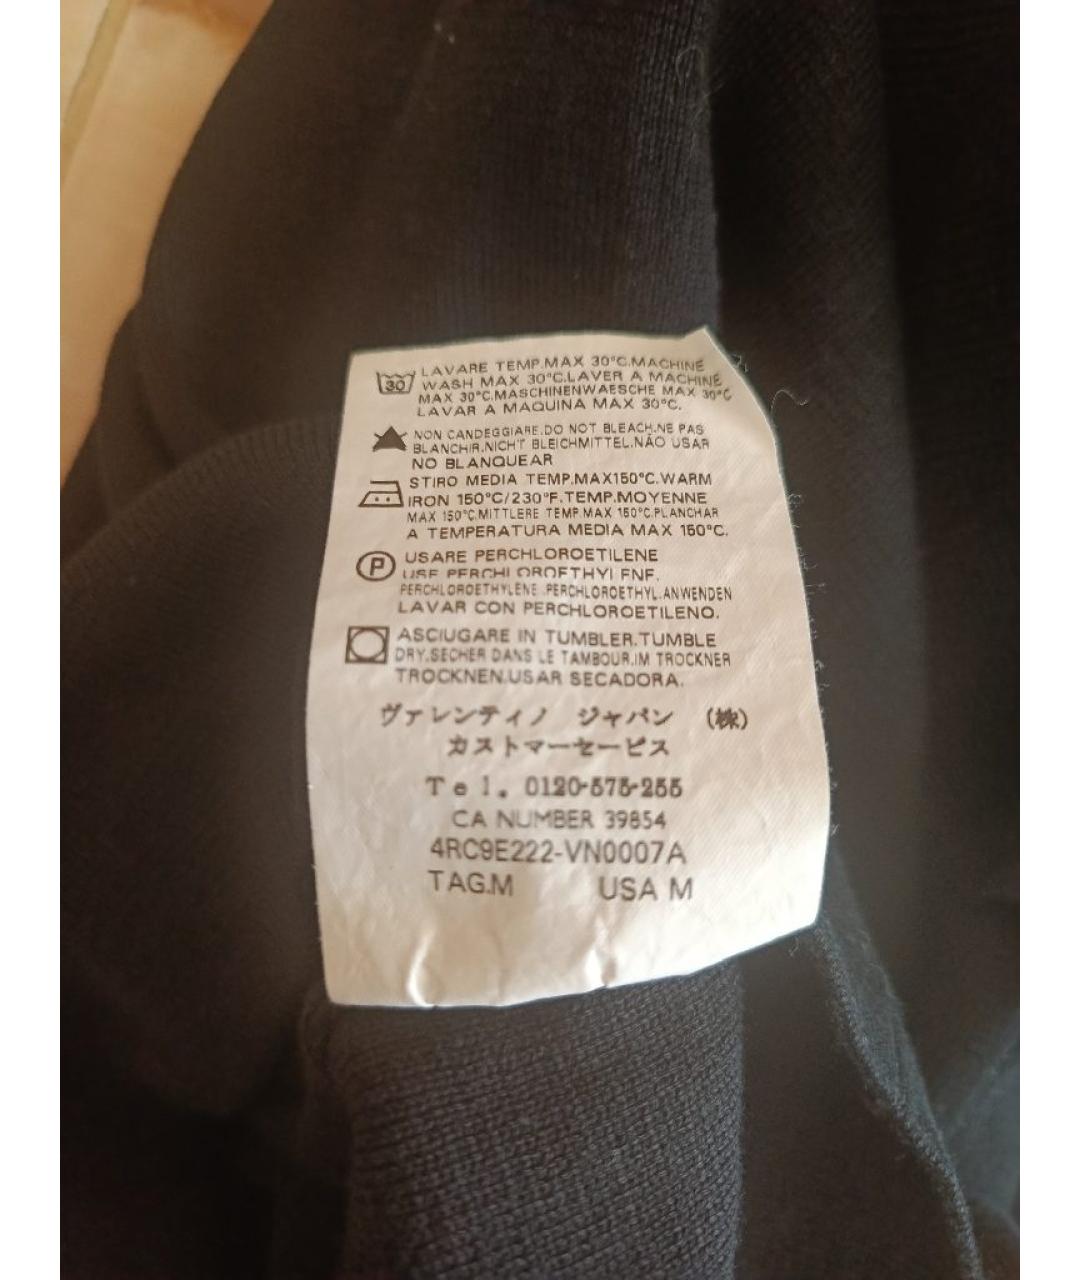 30
LAVARE TEMP.MAX 30°C.MACHINE
WASH MAX 30°C.LAVER A MACHINE
MAX 30°C.MASCHINENWAESCHE MAX 30°C
LAVAR A MAQUINA MAX 30°C.
NON CANDEGGIARE.DO NOT BLEACH.NE PAS
BLANCHIR.NICHT BLEICHMITTEL.NÃO USAR
NO BLANQUEAR
STIRO MEDIA TEMP.MAX150°C.WARM
IRON 150°C/230°F.TEMP.MOYENNE
MAX 150°C.MITTLERE TEMP.MAX 150°C.PLANCHAR
A TEMPERATURA MEDIA MAX 150°C.
P
USARE PERCHLOROETILENE
USE PERCHLOROETHYLENE.
PERCHLOROETHYLENE.PERCHLOROETHYL.ANWENDEN
LAVAR CON PERCHLOROETILENO.
ASCIUGARE IN TUMBLER.TUMBLE
DRY.SECHER DANS LE TAMBOUR.IM TROCKNER
TROCKNEN.USAR SECADORA.
ヴァレンティノ ジャパン (株)
カストマーセービス
Tel. 0120-575-255
CA NUMBER 39854
4RC9E222-VN0007A
TAG.M USA M